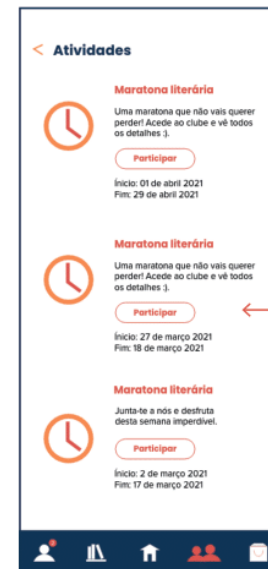 < Atividades
Maratona literária
Uma maratona que não vais querer
perder! Acede ao clube e vê todos
os detalhes :).
Participar
Ínicio: 01 de abril 2021
Fim: 29 de abril 2021
Maratona literária
Uma maratona que não vais querer
perder! Acede ao clube e vê todos
os detalhes :).
Participar
Ínicio: 27 de março 2021
Fim: 18 de março 2021
Maratona literária
Junta-te a nós e desfruta
desta semana imperdível.
Participar
Ínicio: 2 de março 2021
Fim: 17 de março 2021